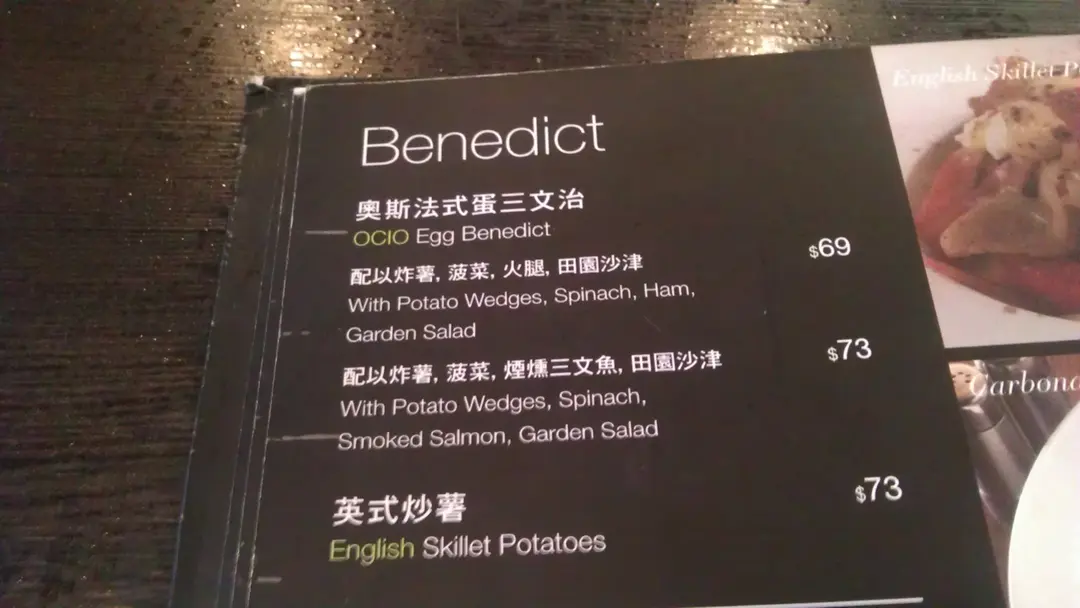 Benedict
奧斯法式蛋三文治
OCIO Egg Benedict
$69
配以炸薯, 菠菜, 火腿, 田園沙津
With Potato Wedges, Spinach, Ham,
Garden Salad
$73
配以炸薯, 菠菜, 煙燻三文魚, 田園沙津
With Potato Wedges, Spinach,
Smoked Salmon, Garden Salad
$73
英式炒薯
English Skillet Potatoes
English Skillet